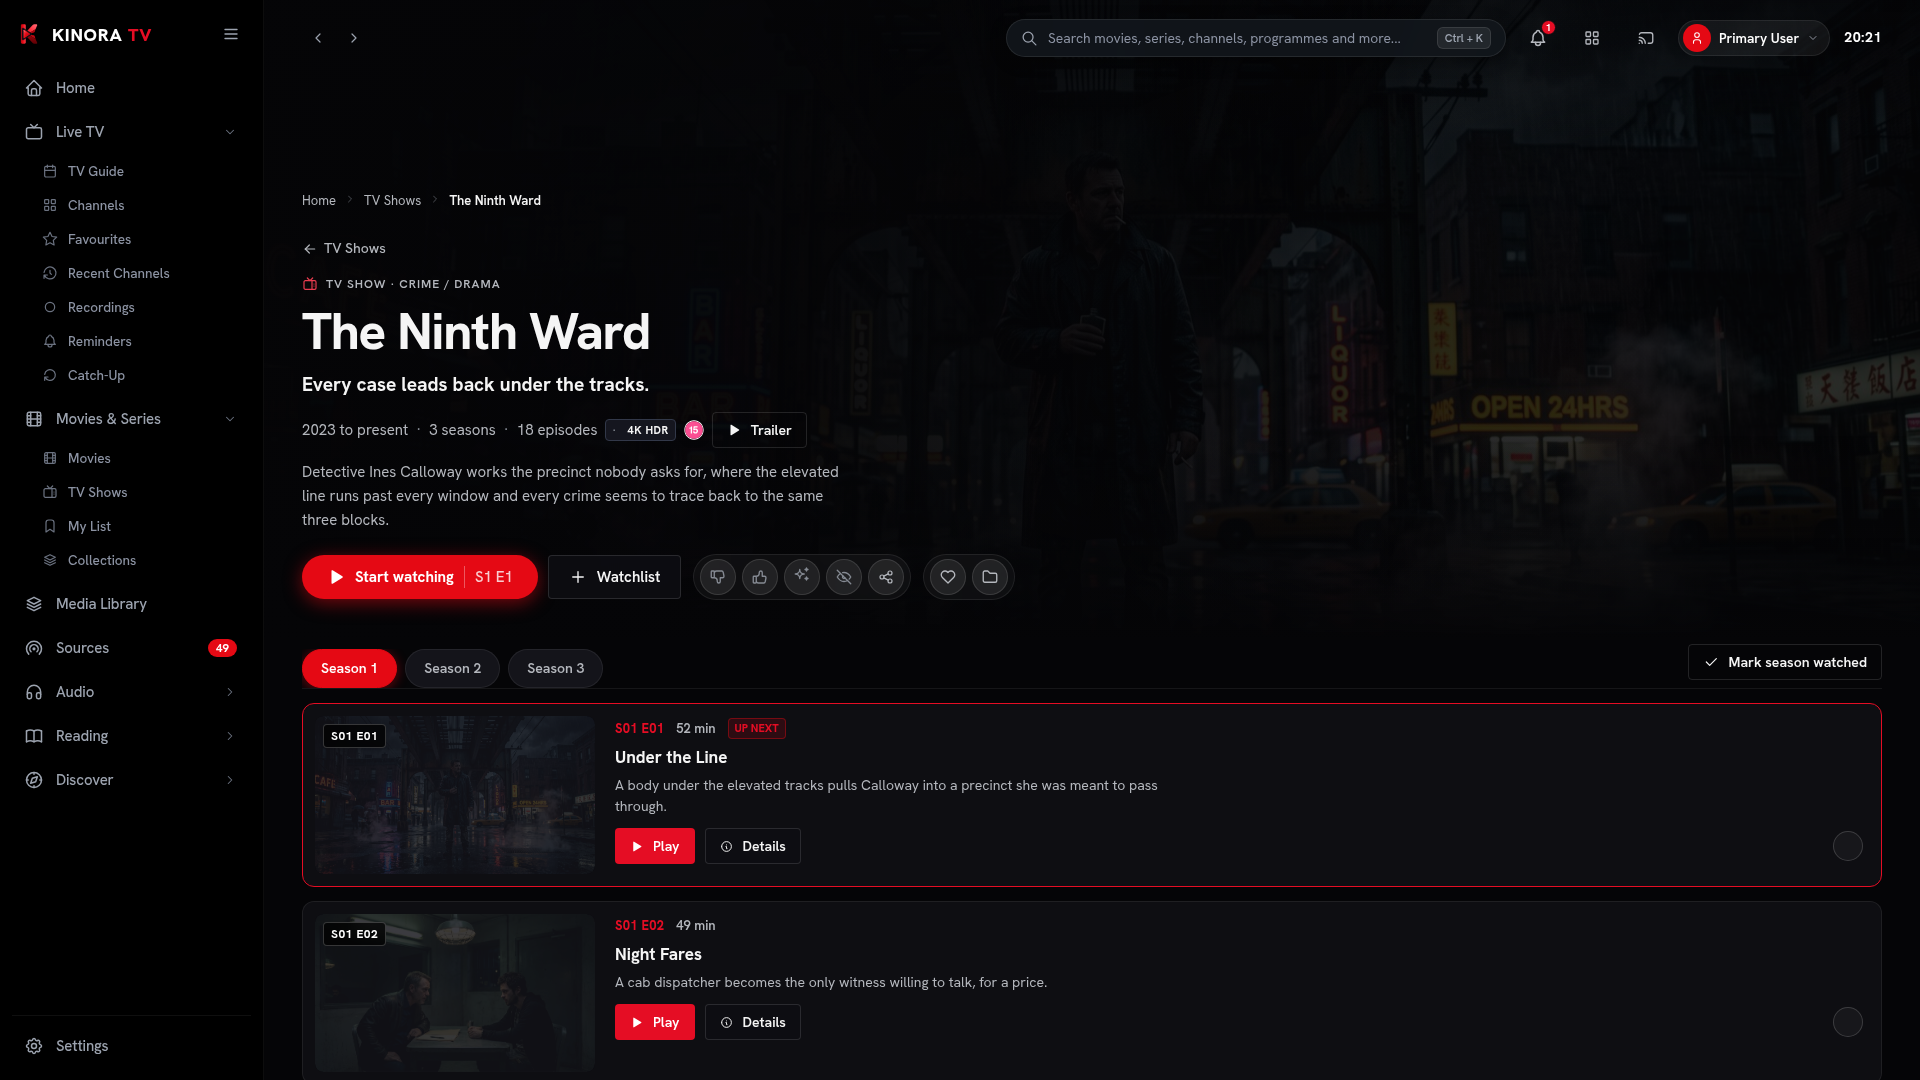 KINORA TV
Search movies, series, channels, programmes and more...
Ctrl + K
1
Primary User
20:21
Home
Live TV
TV Guide
Channels
Favourites
Recent Channels
Recordings
Reminders
Catch-Up
Movies & Series
Movies
TV Shows
My List
Collections
Media Library
Sources
49
Audio
Reading
Discover
Settings
Home
TV Shows
The Ninth Ward
TV Shows
TV SHOW · CRIME / DRAMA
The Ninth Ward
Every case leads back under the tracks.
2023 to present · 3 seasons · 18 episodes
· 4K HDR
15
Trailer
Detective Ines Calloway works the precinct nobody asks for, where the elevated
line runs past every window and every crime seems to trace back to the same
three blocks.
Start watching
S1 E1
Watchlist
BAR
LIQUOR
LIQUOR
OPEN 24HRS
Season 1
Season 2
Season 3
Mark season watched
S01 E01
CAFE
BAR
S01 E01 52 min UP NEXT
Under the Line
A body under the elevated tracks pulls Calloway into a precinct she was meant to pass
through.
Play
Details
S01 E02
S01 E02 49 min
Night Fares
A cab dispatcher becomes the only witness willing to talk, for a price.
Play
Details